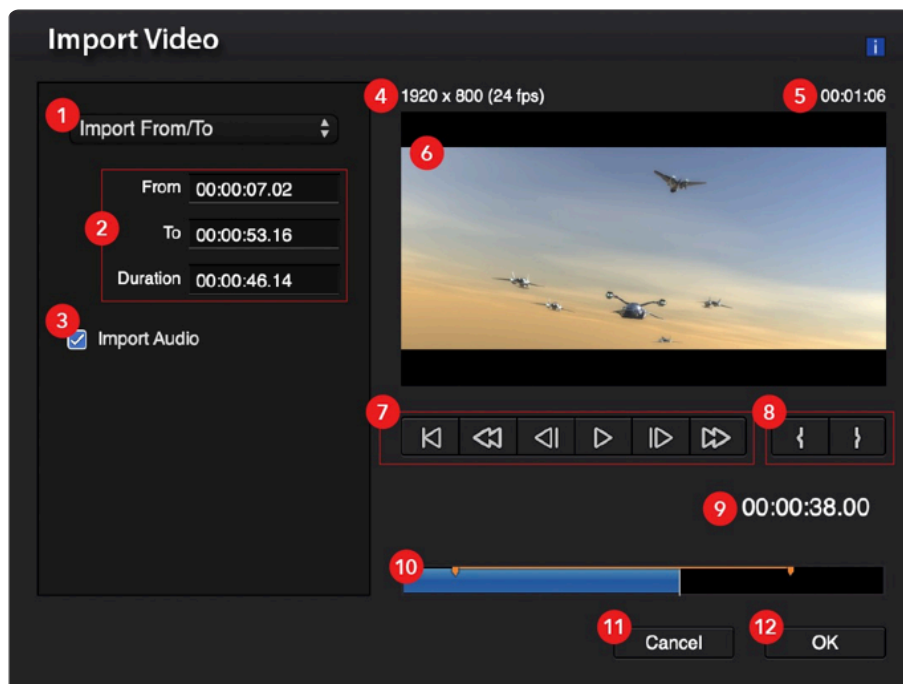 Import Video
i
4 1920 x 800 (24 fps)
5 00:01:06
1 Import From/To
6
2
From 00:00:07.02
To 00:00:53.16
Duration 00:00:46.14
3 Import Audio
7
8
{ }
9 00:00:38.00
10
11 Cancel
12 OK